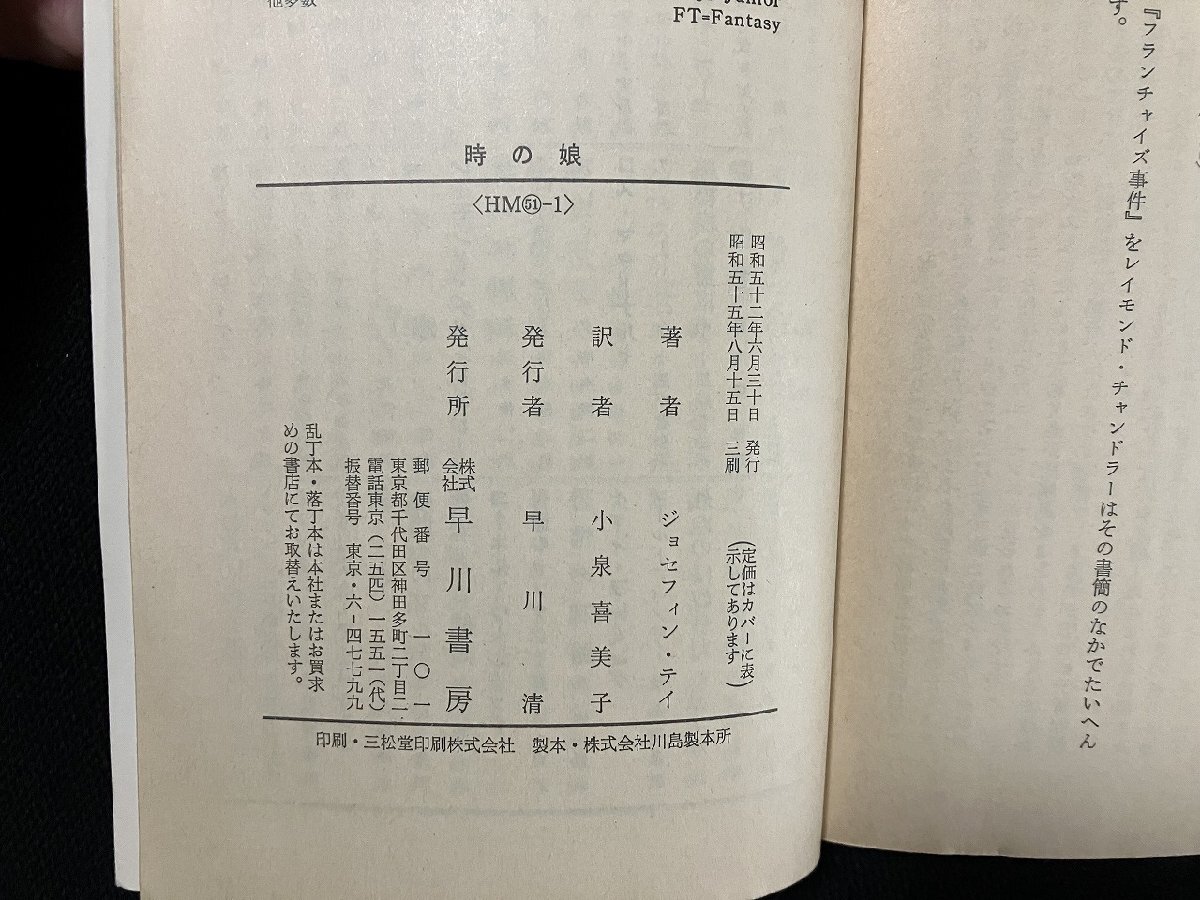 『フランチャイズ事件』をレイモンド・チャンドラーはその書簡のなかでたいへん
す。
他多数
FT=Fantasy
時の娘
〈HM㊿-1〉
昭和五十二年六月三十日 発行
昭和五十五年八月十五日 三刷
(定価はカバーに表示してあります)
著者 ジョセフィン・テイ
訳者 小泉喜美子
発行者 早川清
発行所 株式会社 早川書房
郵便番号 一〇一
東京都千代田区神田多町二丁目二
電話東京(二五四)一五五一(代)
振替番号 東京・六-四七七九九
乱丁本・落丁本は本社またはお買求
めの書店にてお取替えいたします。
印刷・三松堂印刷株式会社 製本・株式会社川島製本所